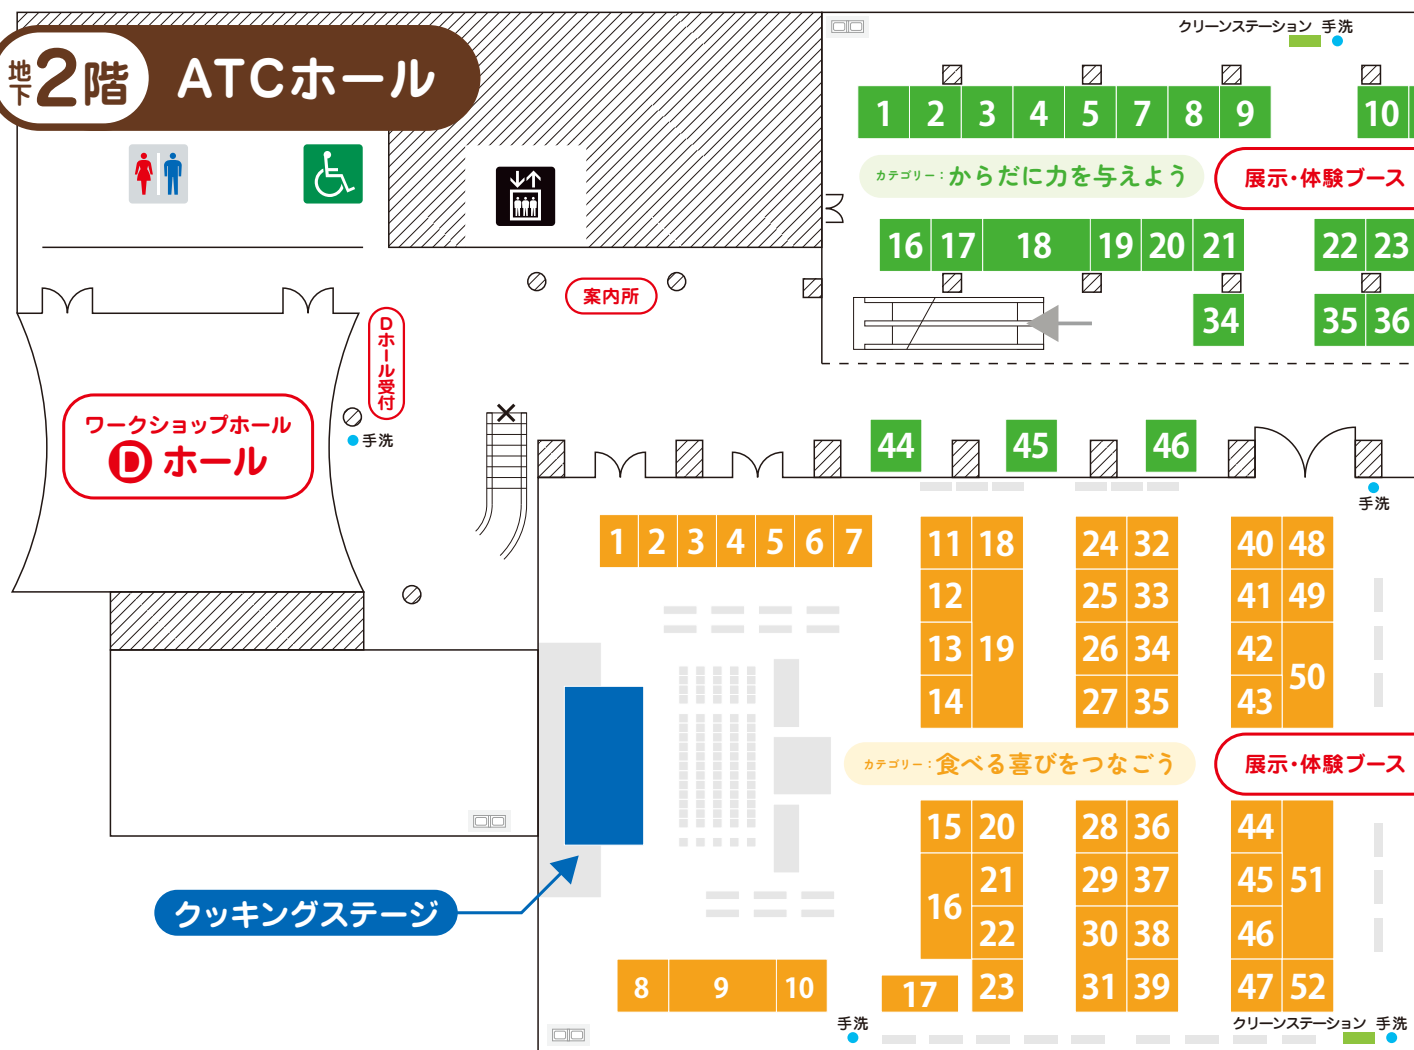 地下2階 ATCホール
クリーンステーション 手洗
1 2 3 4 5 7 8 9 10
カテゴリー：からだに力を与えよう
展示・体験ブース
16 17 18 19 20 21 22 23
案内所
34 35 36
Dホール受付
ワークショップホール
D ホール
手洗
44 45 46
手洗
1 2 3 4 5 6 7
11 18 24 32 40 48
12 25 33 41 49
13 19 26 34 42 50
14 27 35 43
カテゴリー：食べる喜びをつなごう
展示・体験ブース
15 20 28 36 44
16 21 29 37 45 51
22 30 38 46
クッキングステージ
8 9 10 17 23 31 39 47 52
手洗
クリーンステーション 手洗